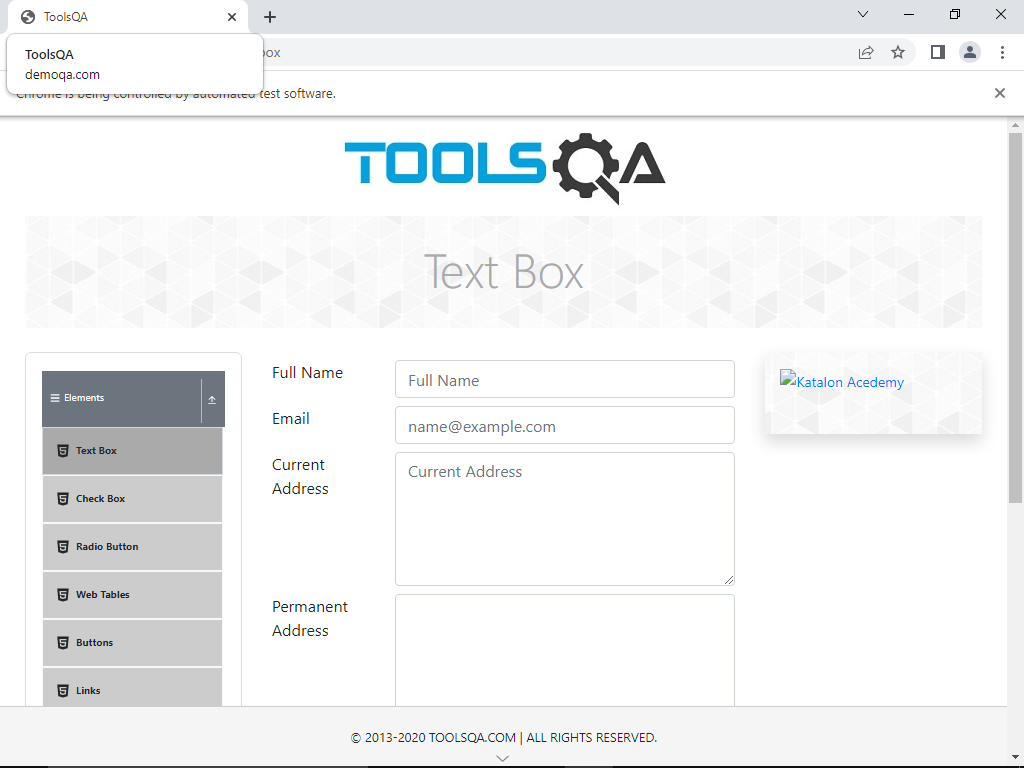 ToolsQA
ToolsQA
demoqa.com
box
Chrome is being controlled by automated test software.
TOOLSQA
Text Box
Elements
Text Box
Check Box
Radio Button
Web Tables
Buttons
Links
Full Name
Full Name
Email
name@example.com
Current
Address
Current Address
Permanent
Address
Katalon Acedemy
© 2013-2020 TOOLSQA.COM | ALL RIGHTS RESERVED.